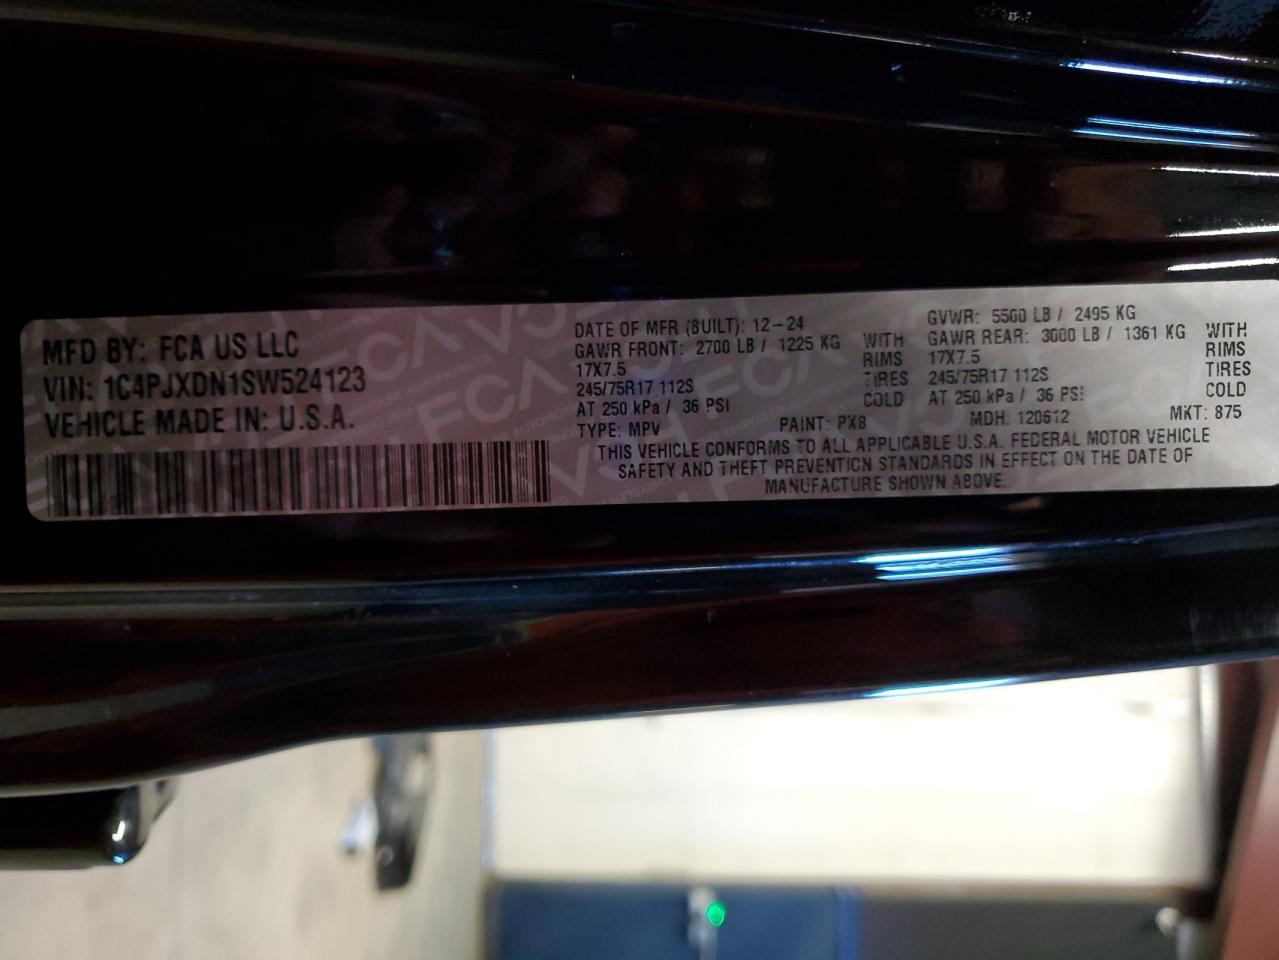 MFD BY: FCA US LLC
VIN: 1C4PJXDN1SW524123
VEHICLE MADE IN: U.S.A.
DATE OF MFR (BUILT): 12-24
GAWR FRONT: 2700 LB / 1225 KG WITH
17X7.5 RIMS
245/75R17 112S TIRES
AT 250 kPa / 36 PSI COLD
GVWR: 5500 LB / 2495 KG
GAWR REAR: 3000 LB / 1361 KG WITH
17X7.5 RIMS
245/75R17 112S TIRES
AT 250 kPa / 36 PSI COLD
TYPE: MPV PAINT: PX8 MDH: 120612 MKT: 875
THIS VEHICLE CONFORMS TO ALL APPLICABLE U.S.A. FEDERAL MOTOR VEHICLE
SAFETY AND THEFT PREVENTION STANDARDS IN EFFECT ON THE DATE OF
MANUFACTURE SHOWN ABOVE.